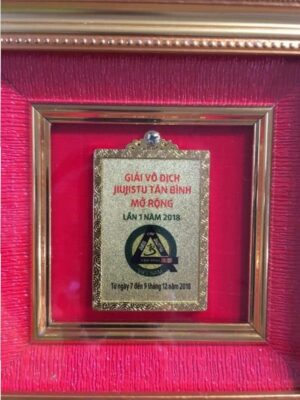 GIẢI VÔ ĐỊCH
JIUJISTU TÂN BÌNH
MỞ RỘNG
LẦN 1 NĂM 2018
Từ ngày 7 đến 9 tháng 12 năm 2018